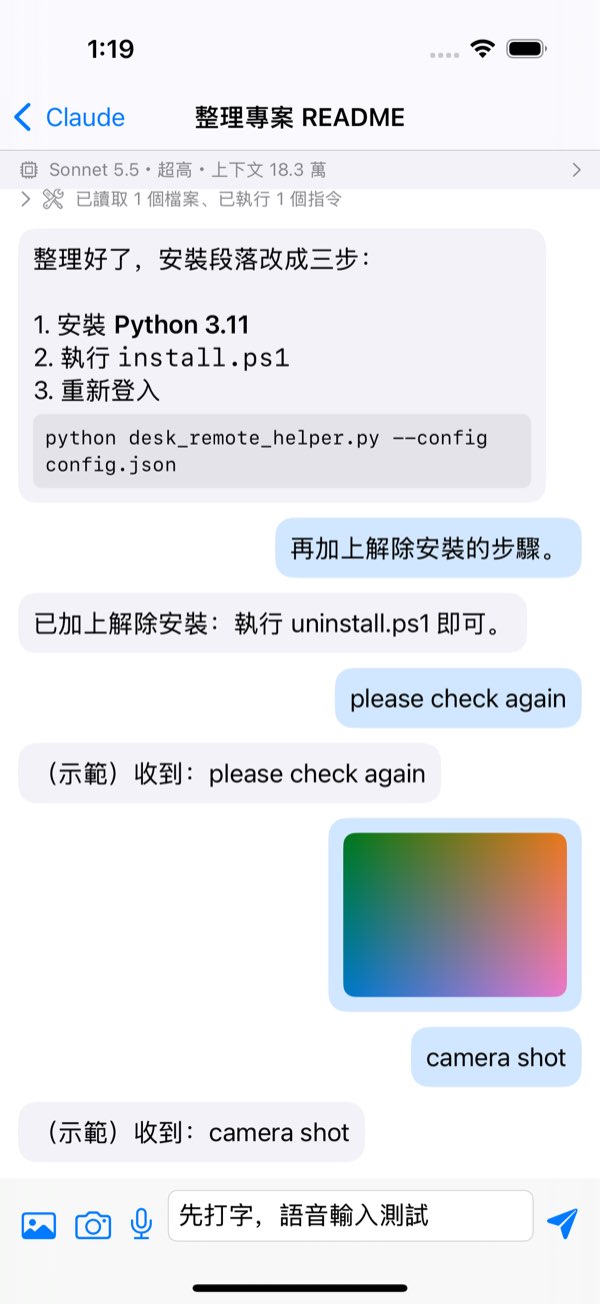 1:19
Claude
整理專案 README
Sonnet 5.5・超高・上下文 18.3 萬
已讀取 1 個檔案、已執行 1 個指令
整理好了，安裝段落改成三步：
1. 安裝 Python 3.11
2. 執行 install.ps1
3. 重新登入
python desk_remote_helper.py --config
config.json
再加上解除安裝的步驟。
已加上解除安裝：執行 uninstall.ps1 即可。
please check again
（示範）收到：please check again
camera shot
（示範）收到：camera shot
先打字，語音輸入測試